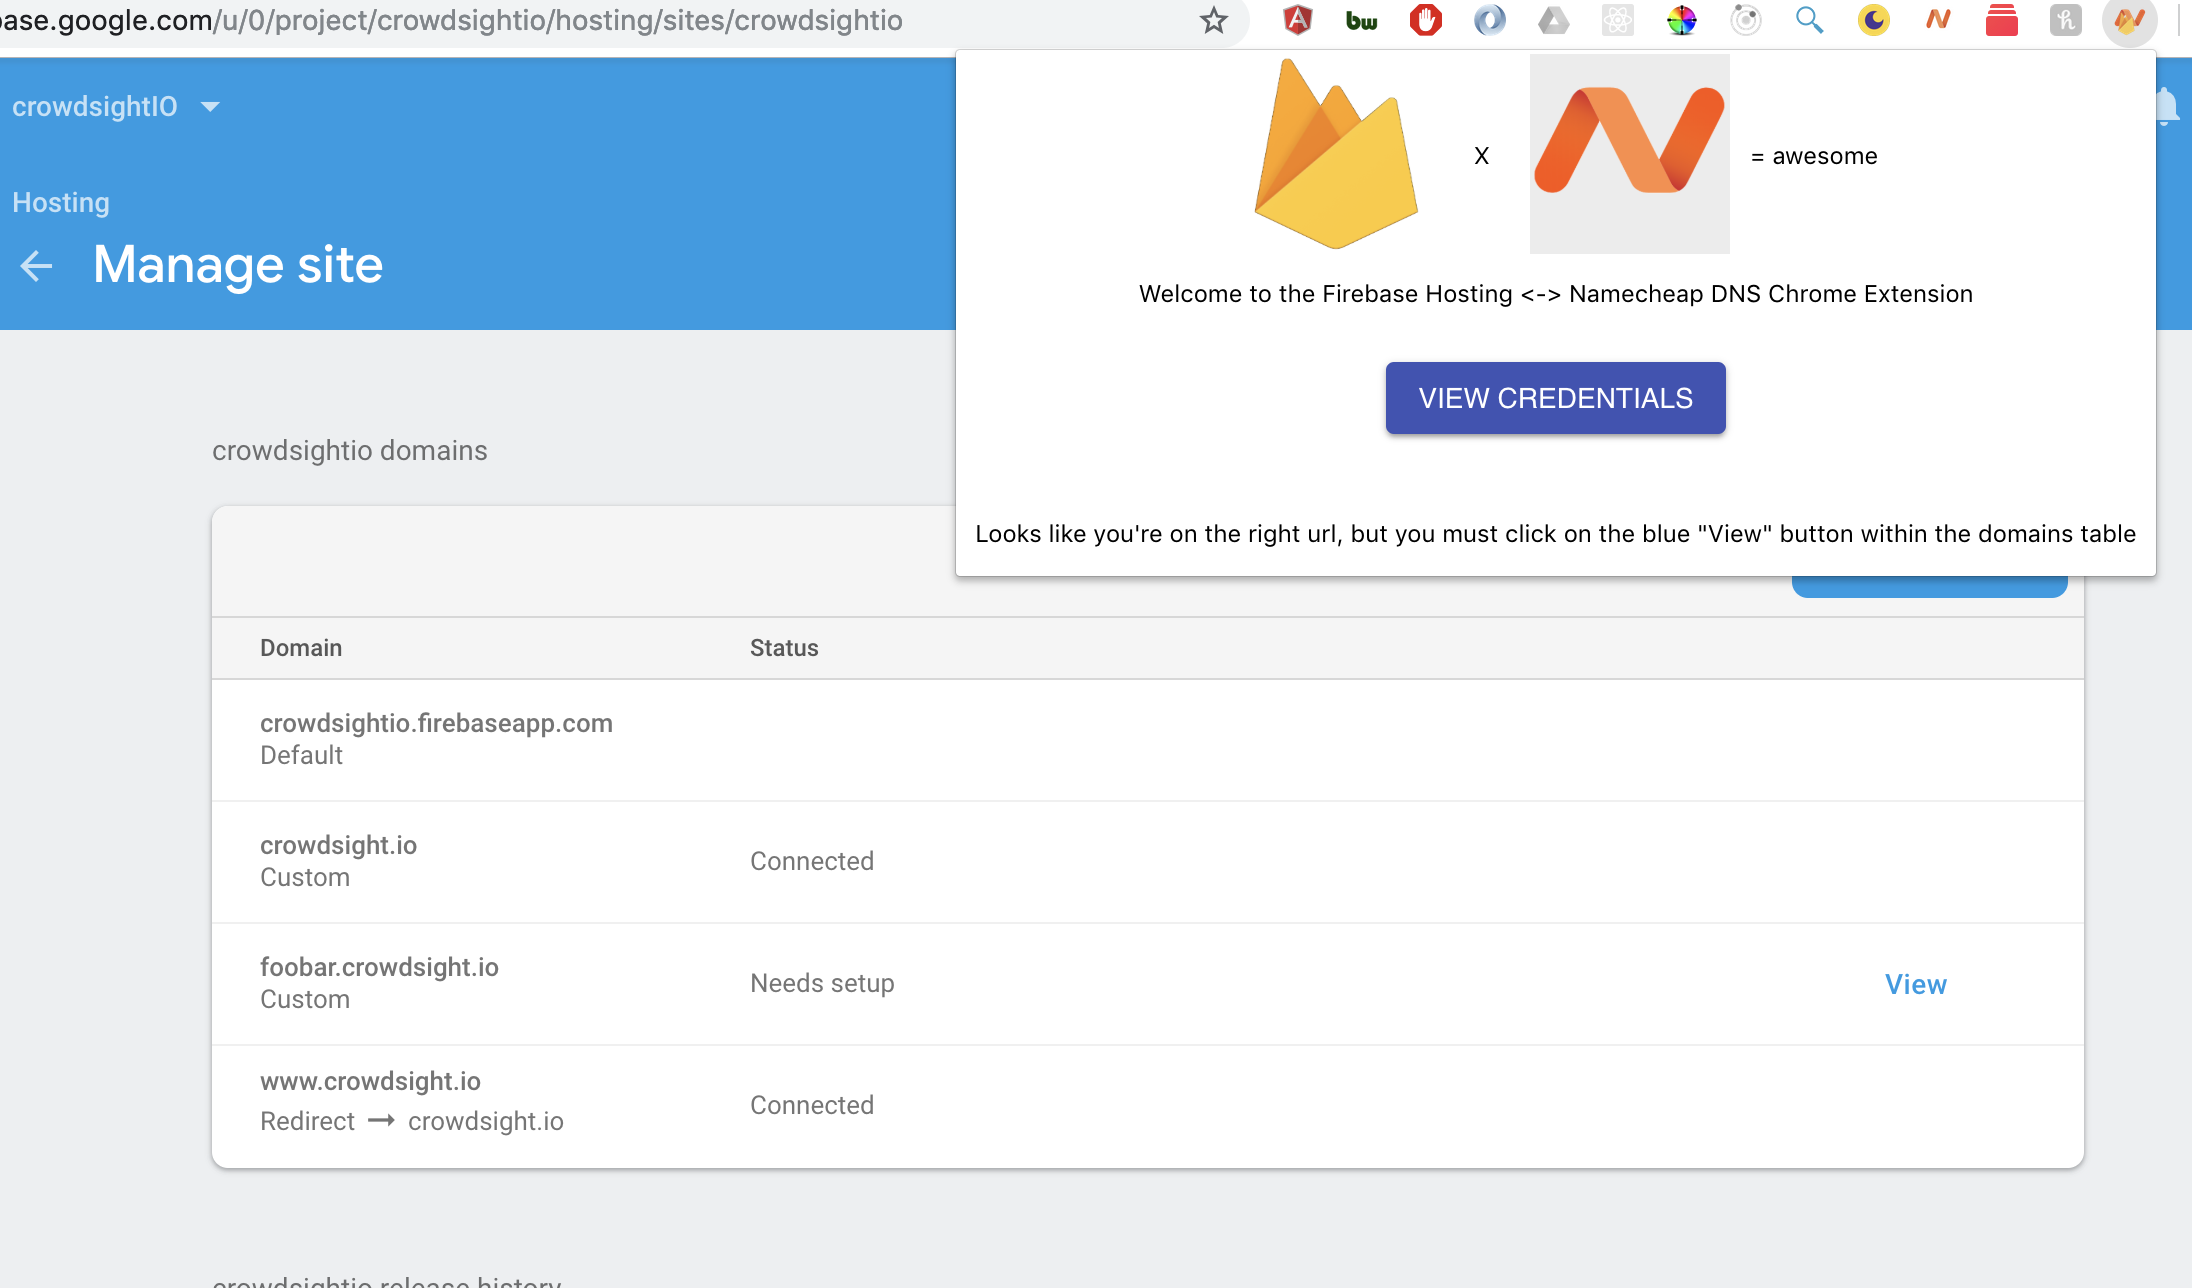 ase.google.com/u/0/project/crowdsightio/hosting/sites/crowdsightio
bw
crowdsightIO
Hosting
Manage site
X
= awesome
Welcome to the Firebase Hosting <-> Namecheap DNS Chrome Extension
VIEW CREDENTIALS
Looks like you're on the right url, but you must click on the blue "View" button within the domains table
crowdsightio domains
Domain Status
crowdsightio.firebaseapp.com
Default
crowdsight.io
Custom
Connected
foobar.crowdsight.io
Custom
Needs setup
View
www.crowdsight.io
Redirect → crowdsight.io
Connected
crowdsightio release history